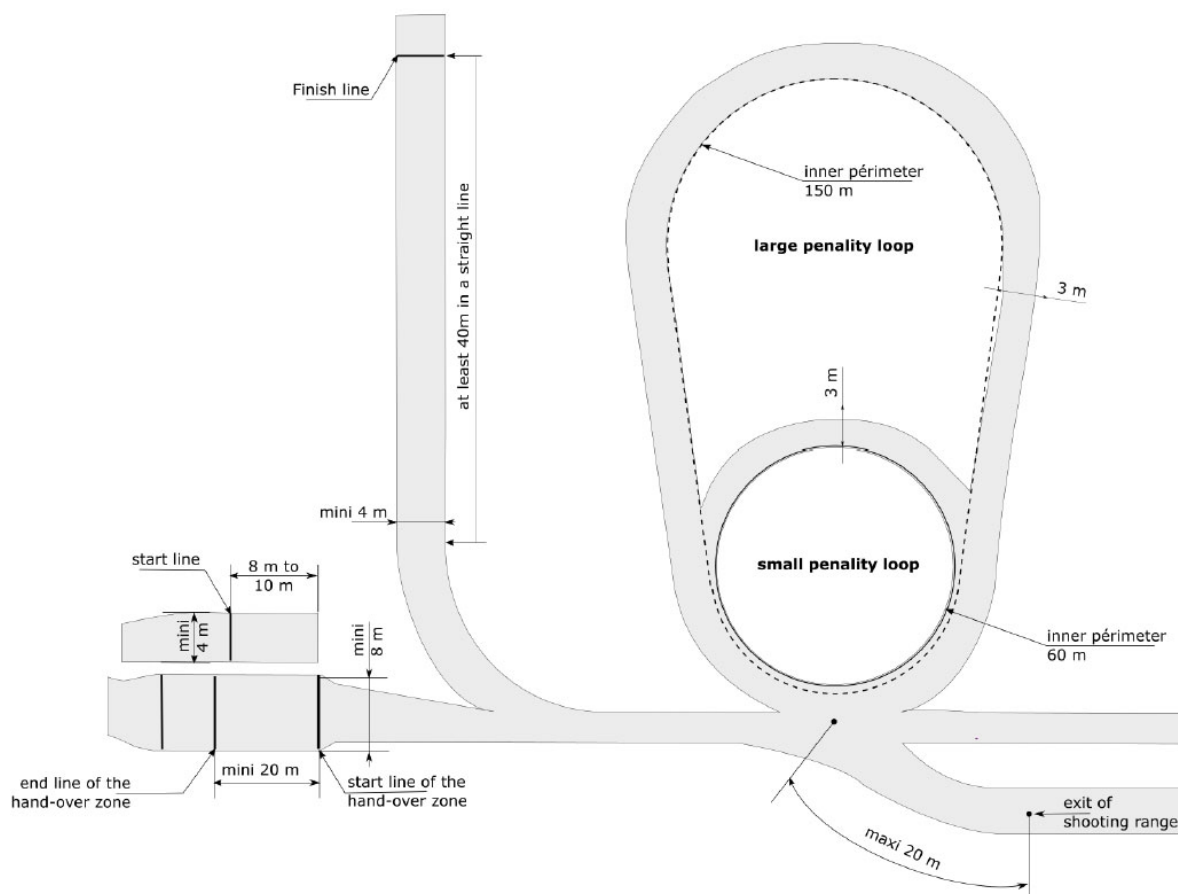 Finish line
at least 40m in a straight line
inner périmeter
150 m
large penality loop
3 m
3 m
mini 4 m
start line
8 m to
10 m
mini
4 m
mini
8 m
small penality loop
inner périmeter
60 m
end line of the
hand-over zone
mini 20 m
start line of the
hand-over zone
maxi 20 m
exit of
shooting range